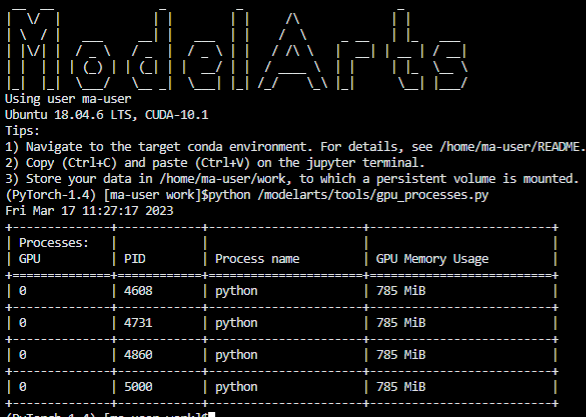 ModelArts
Using user ma-user
Ubuntu 18.04.6 LTS, CUDA-10.1
Tips:
1) Navigate to the target conda environment. For details, see /home/ma-user/README.
2) Copy (Ctrl+C) and paste (Ctrl+V) on the jupyter terminal.
3) Store your data in /home/ma-user/work, to which a persistent volume is mounted.
(PyTorch-1.4) [ma-user work]$python /modelarts/tools/gpu_processes.py
Fri Mar 17 11:27:17 2023
+--------------+-----------+--------------------+-----------------------+
| Processes: | | | |
| GPU | PID | Process name | GPU Memory Usage |
+==============+===========+====================+=======================+
| 0 | 4608 | python | 785 MiB |
+--------------+-----------+--------------------+-----------------------+
| 0 | 4731 | python | 785 MiB |
+--------------+-----------+--------------------+-----------------------+
| 0 | 4860 | python | 785 MiB |
+--------------+-----------+--------------------+-----------------------+
| 0 | 5000 | python | 785 MiB |
+--------------+-----------+--------------------+-----------------------+
(PyTorch-1.4) [ma-user work]$